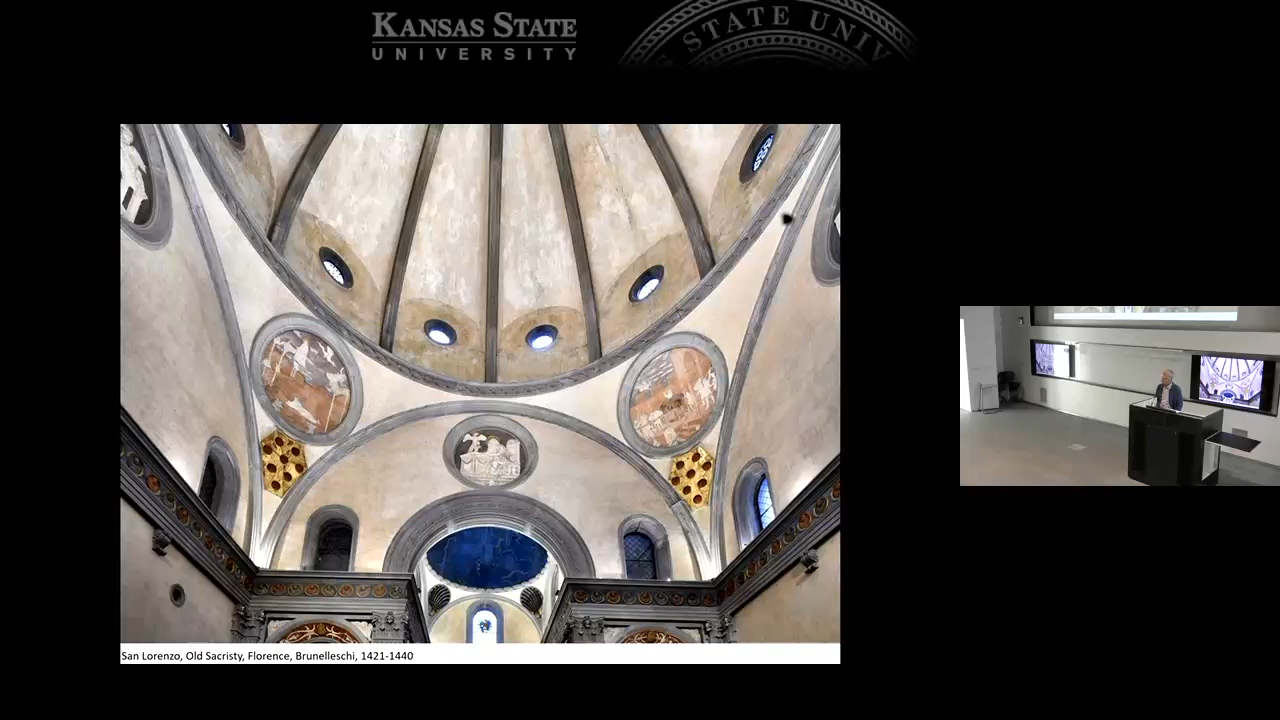 KANSAS STATE
UNIVERSITY
STATE UNIV
San Lorenzo, Old Sacristy, Florence, Brunelleschi, 1421-1440